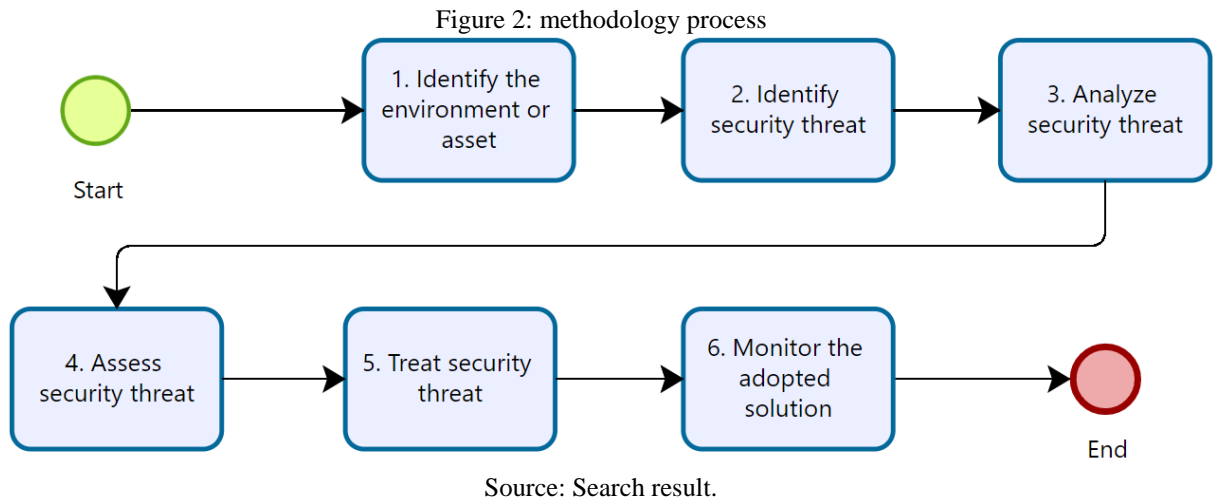 Figure 2: methodology process
1. Identify the
environment or
asset
2. Identify
security threat
3. Analyze
security threat
Start
4. Assess
security threat
5. Treat security
threat
6. Monitor the
adopted
solution
End
Source: Search result.